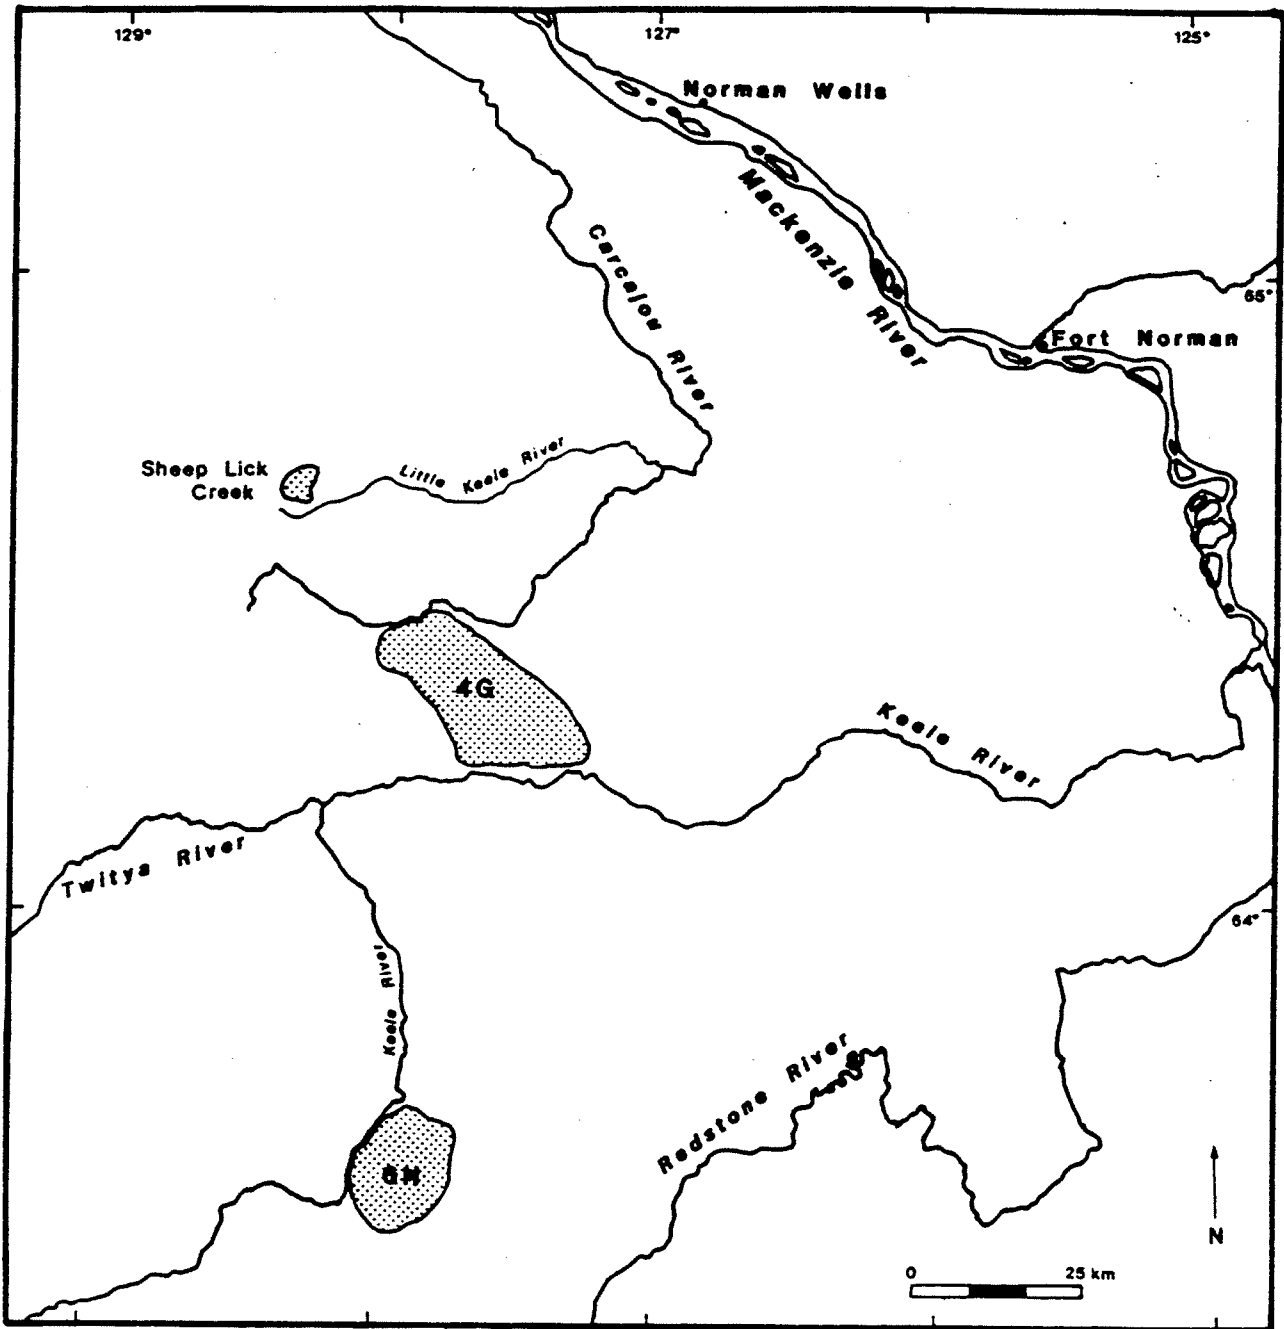 129° 127° 125°
Norman Wells
Mackenzie River
Carcajou River
65°
Fort Norman
Sheep Lick
Creek
Little Keele River
4G
Keele River
Twitya River
64°
Keele River
Redstone River
N
0 25 km